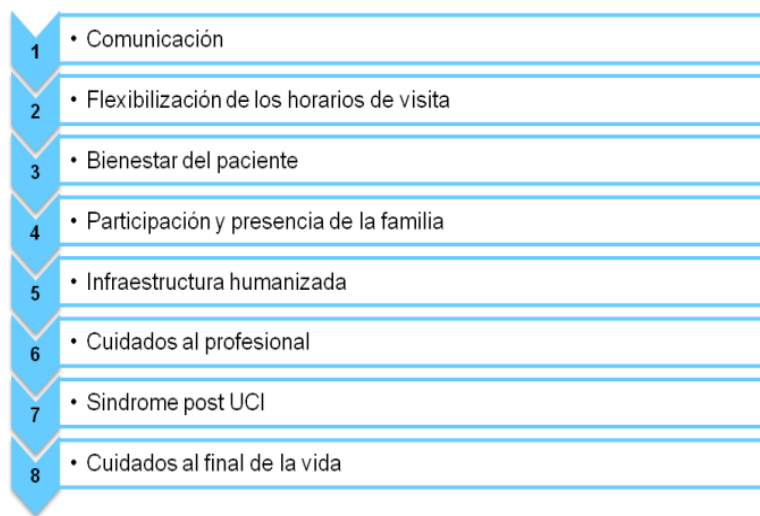 1 • Comunicación
2 • Flexibilización de los horarios de visita
3 • Bienestar del paciente
4 • Participación y presencia de la familia
5 • Infraestructura humanizada
6 • Cuidados al profesional
7 • Sindrome post UCI
8 • Cuidados al final de la vida